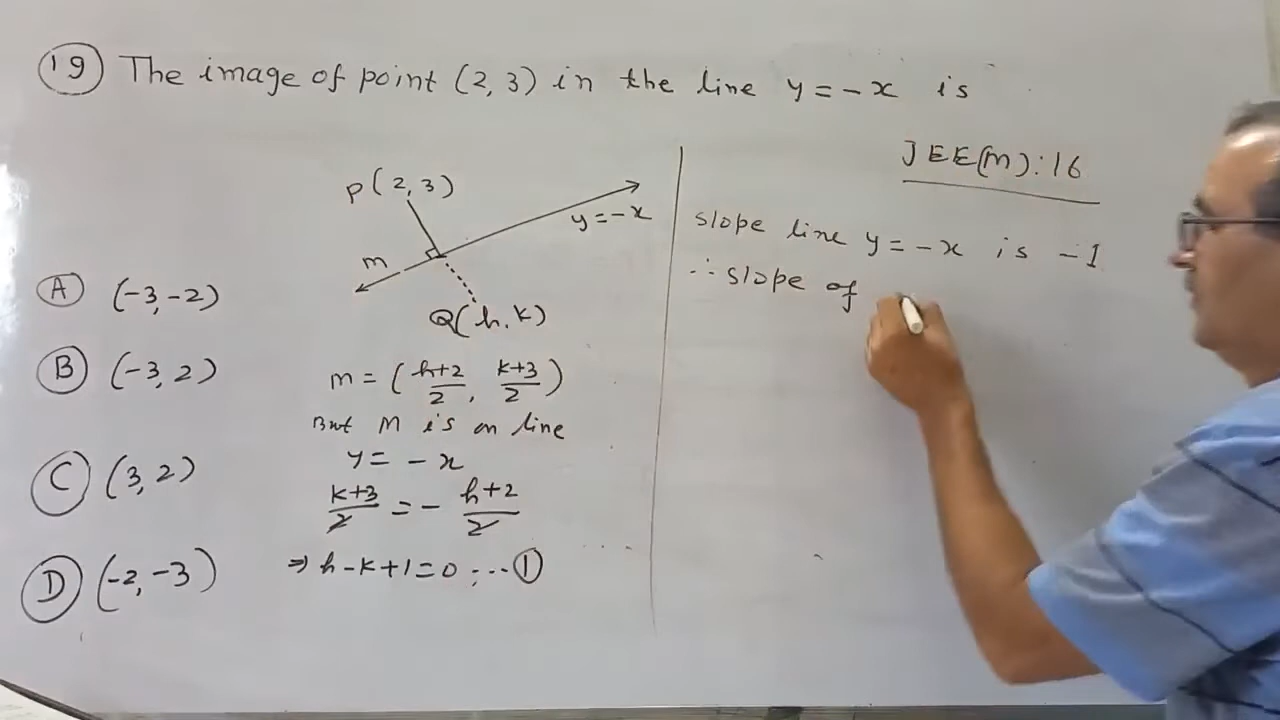 19 The image of point (2, 3) in the line y = - x is
JEE(M): 16
P(2, 3)
y = - x
m
Q(h, k)
A (-3, -2)
B (-3, 2)
C (3, 2)
D (-2, -3)
m = ( h+2/2 , k+3/2 )
But M is on line
y = - x
k+3/2 = - h+2/2
⇒ h - k + 1 = 0 ; ... 1
slope line y = - x is - 1
∴ slope of